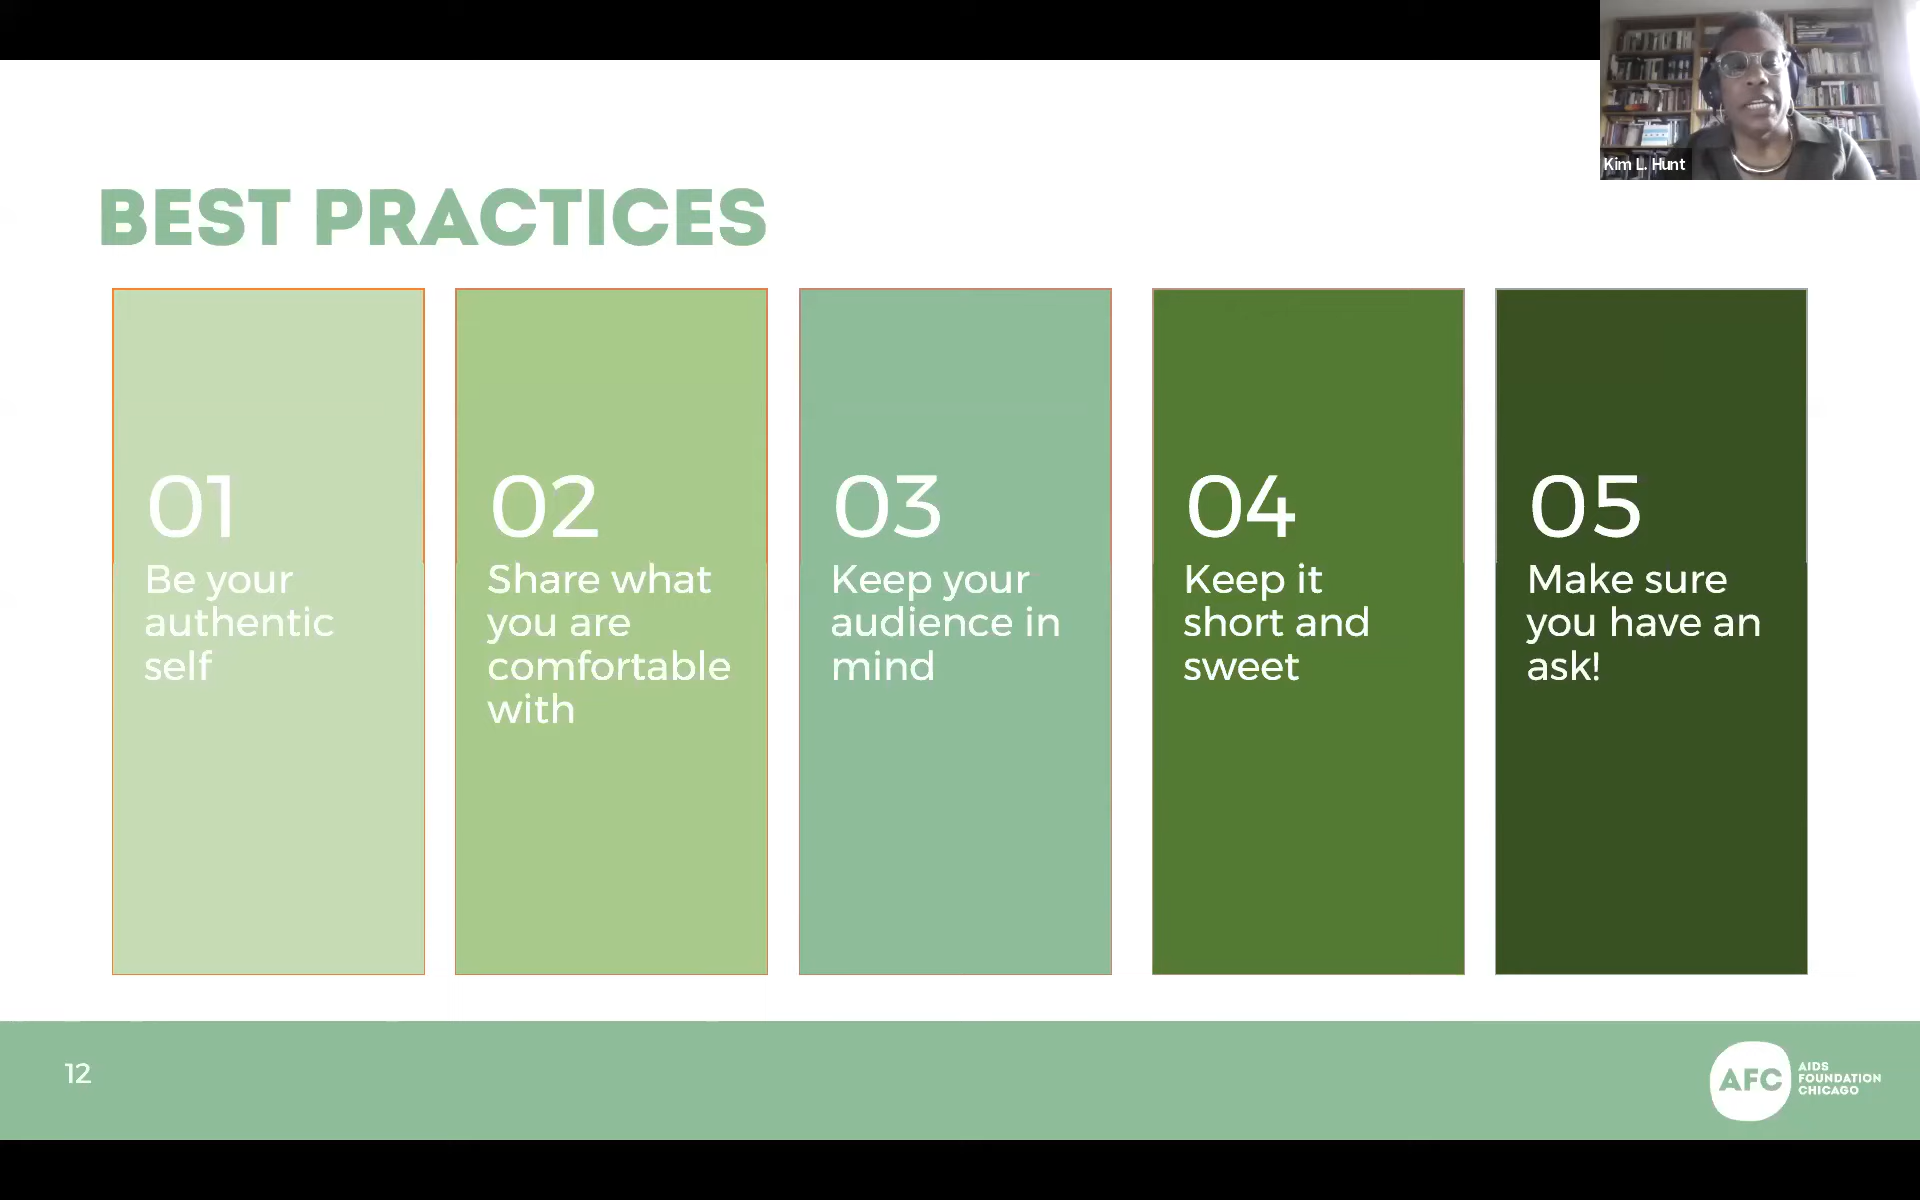 Kim L. Hunt
BEST PRACTICES
01
Be your
authentic
self
02
Share what
you are
comfortable
with
03
Keep your
audience in
mind
04
Keep it
short and
sweet
05
Make sure
you have an
ask!
12
AFC
AIDS
FOUNDATION
CHICAGO